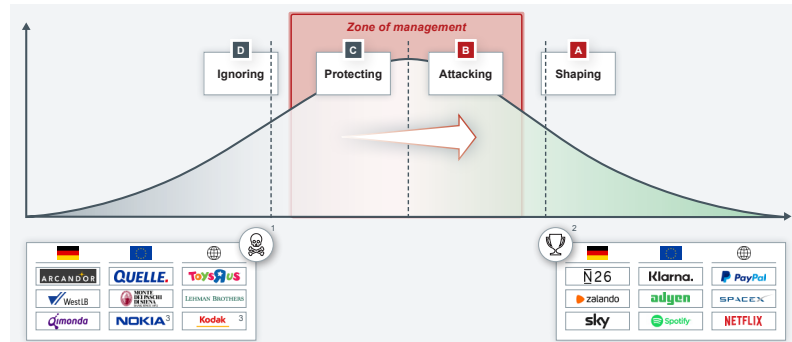 Zone of management
D
C
B
A
Ignoring
Protecting
Attacking
Shaping
1
2
ARCANDOR
QUELLE.
TOYSRUS
N26
Klarna.
PayPal
WestLB
MONTE
DEI PASCHI
DI SIENA
LEHMAN BROTHERS
zalando
adyen
SPACEX
Qimonda
NOKIA 3
Kodak 3
sky
Spotify
NETFLIX